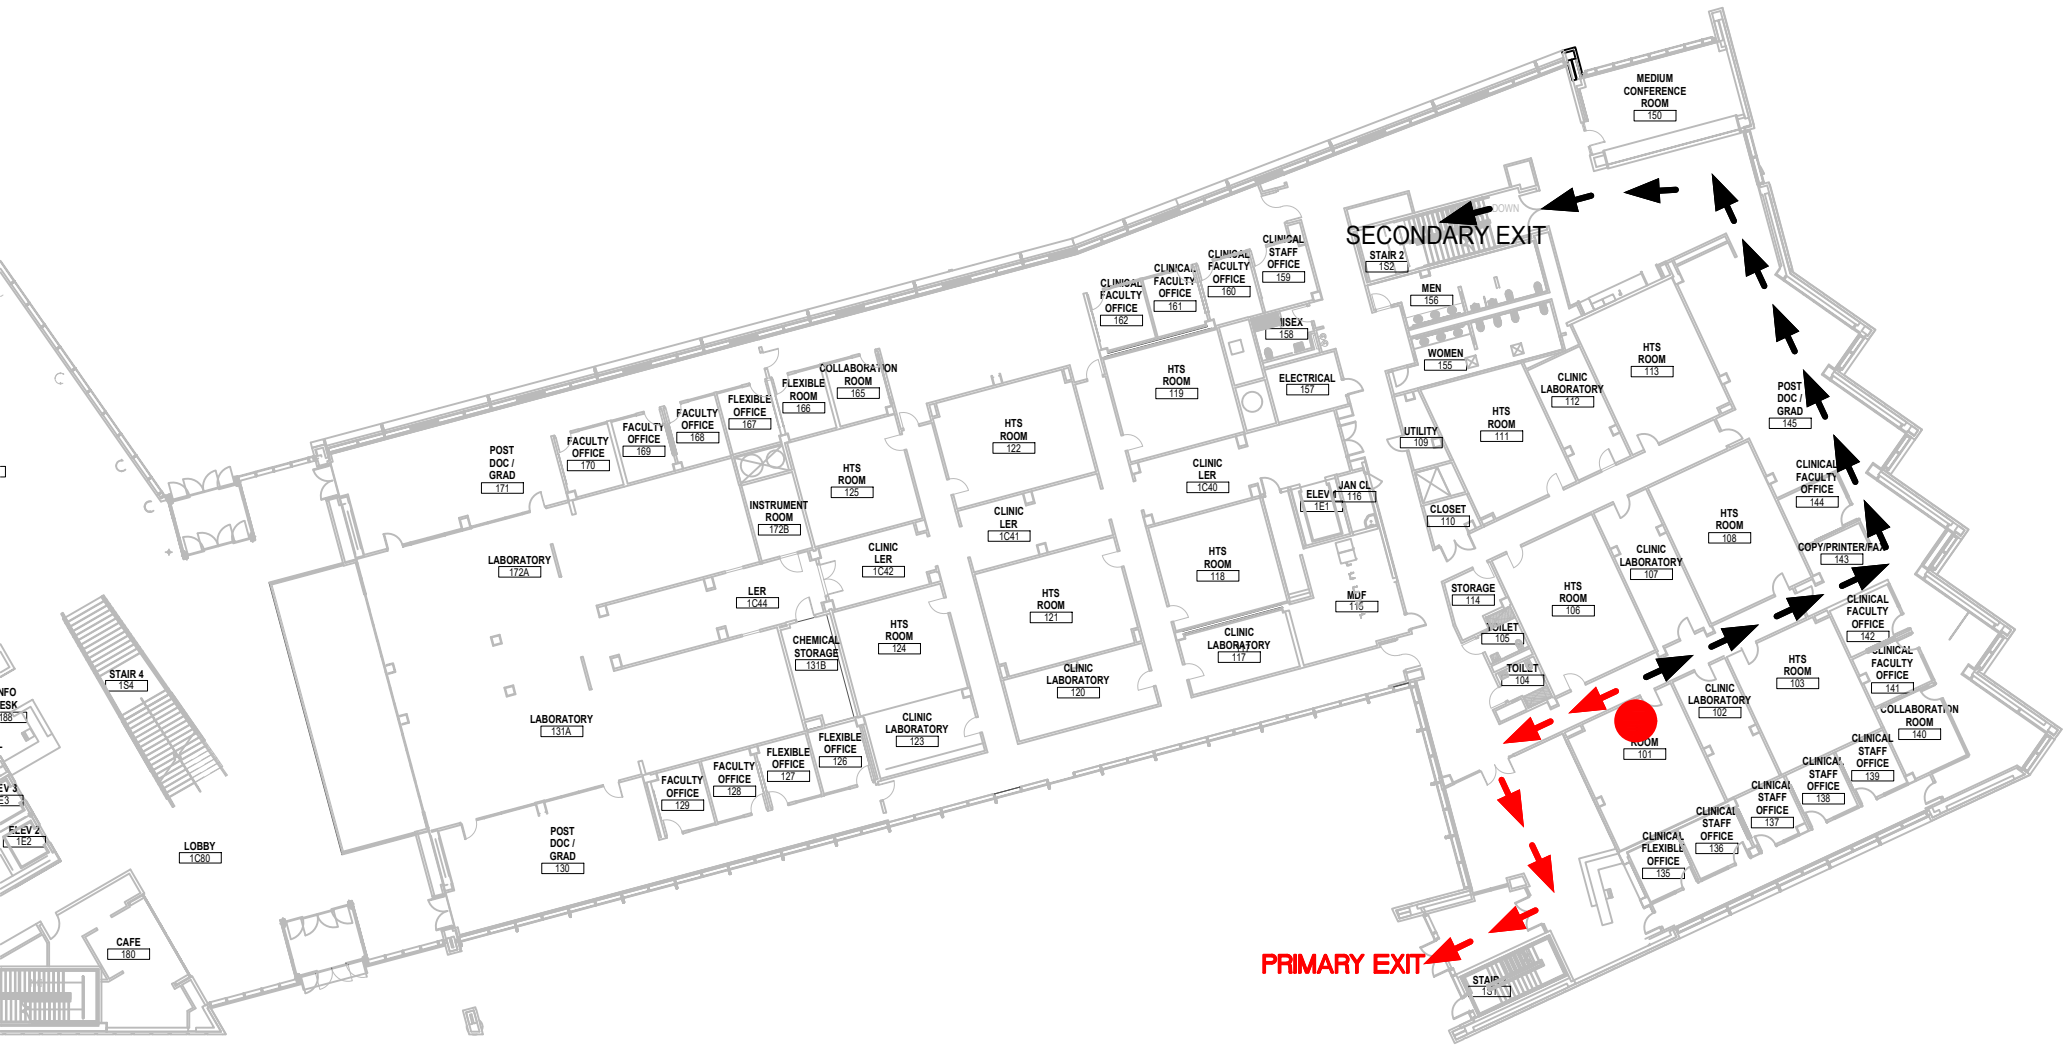 MEDIUM
CONFERENCE
ROOM
150
DOWN
SECONDARY EXIT
STAIR 2
1S2
CLINICAL
STAFF
OFFICE
159
CLINICAL
FACULTY
OFFICE
160
CLINICAL
FACULTY
OFFICE
161
CLINICAL
FACULTY
OFFICE
162
MEN
156
158
WOMEN
155
HTS
ROOM
113
CLINIC
LABORATORY
112
HTS
ROOM
119
ELECTRICAL
157
POST
DOC /
GRAD
145
COLLABORATION
ROOM
165
FLEXIBLE
ROOM
166
FLEXIBLE
OFFICE
167
FACULTY
OFFICE
168
FACULTY
OFFICE
169
FACULTY
OFFICE
170
POST
DOC /
GRAD
171
HTS
ROOM
122
HTS
ROOM
111
UTILITY
109
HTS
ROOM
125
CLINIC
LER
1C40
CLINICAL
FACULTY
OFFICE
144
INSTRUMENT
ROOM
172B
CLINIC
LER
1C41
ELEV 1
1E1
JAN CL
116
CLOSET
110
HTS
ROOM
108
COPY/PRINTER/FAX
143
LABORATORY
172A
CLINIC
LER
1C42
HTS
ROOM
118
CLINIC
LABORATORY
107
LER
1C44
HTS
ROOM
121
MDF
115
STORAGE
114
HTS
ROOM
106
CLINICAL
FACULTY
OFFICE
142
CHEMICAL
STORAGE
131B
HTS
ROOM
124
CLINIC
LABORATORY
117
TOILET
105
TOILET
104
HTS
ROOM
103
CLINICAL
FACULTY
OFFICE
141
CLINIC
LABORATORY
120
CLINIC
LABORATORY
102
COLLABORATION
ROOM
140
STAIR 4
1S4
LABORATORY
131A
CLINIC
LABORATORY
123
ROOM
101
CLINICAL
STAFF
OFFICE
139
CLINICAL
STAFF
OFFICE
138
CLINICAL
STAFF
OFFICE
137
CLINICAL
STAFF
OFFICE
136
CLINICAL
FLEXIBLE
OFFICE
135
FLEXIBLE
OFFICE
126
FLEXIBLE
OFFICE
127
FACULTY
OFFICE
128
FACULTY
OFFICE
129
POST
DOC /
GRAD
130
ELEV 2
1E2
LOBBY
1C80
CAFE
180
PRIMARY EXIT
STAIR
1S1